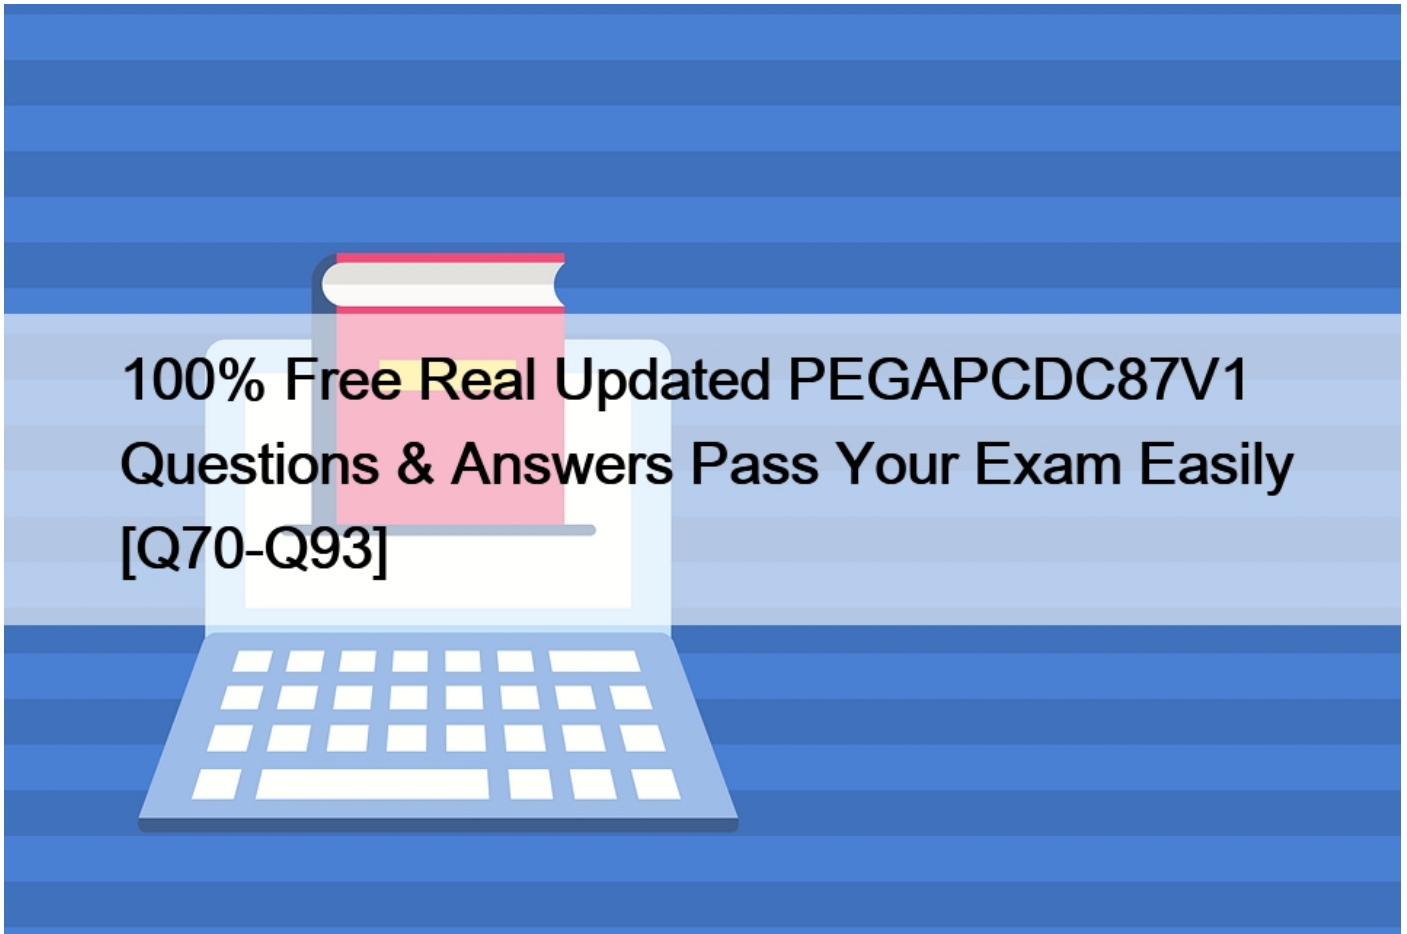 100% Free Real Updated PEGAPCDC87V1
Questions & Answers Pass Your Exam Easily
[Q70-Q93]